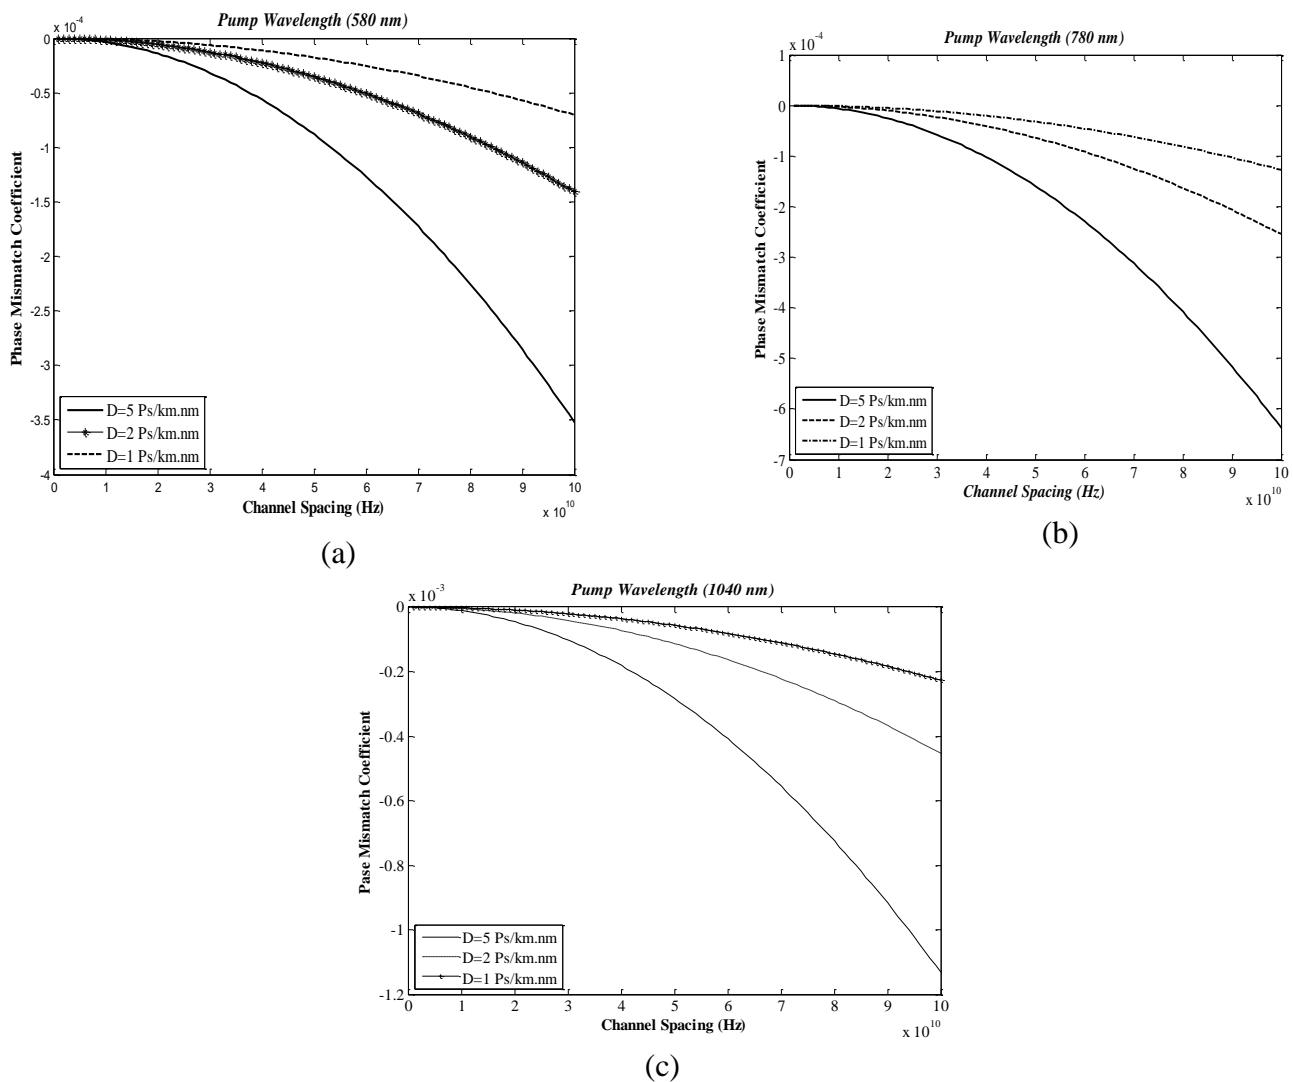 Pump Wavelength (580 nm)
x 10^-4
0
-0.5
-1
-1.5
-2
-2.5
-3
-3.5
-4
Phase Mismatch Coefficient
D=5 Ps/km.nm
D=2 Ps/km.nm
D=1 Ps/km.nm
0 1 2 3 4 5 6 7 8 9 10
Channel Spacing (Hz)
x 10^10
(a)
Pump Wavelength (780 nm)
x 10^-4
1
0
-1
-2
-3
-4
-5
-6
-7
Phase Mismatch Coefficient
D=5 Ps/km.nm
D=2 Ps/km.nm
D=1 Ps/km.nm
0 1 2 3 4 5 6 7 8 9 10
Channel Spacing (Hz)
x 10^10
(b)
Pump Wavelength (1040 nm)
x 10^-3
0
-0.2
-0.4
-0.6
-0.8
-1
-1.2
Pase Mismatch Coefficient
D=5 Ps/km.nm
D=2 Ps/km.nm
D=1 Ps/km.nm
0 1 2 3 4 5 6 7 8 9 10
Channel Spacing (Hz)
x 10^10
(c)